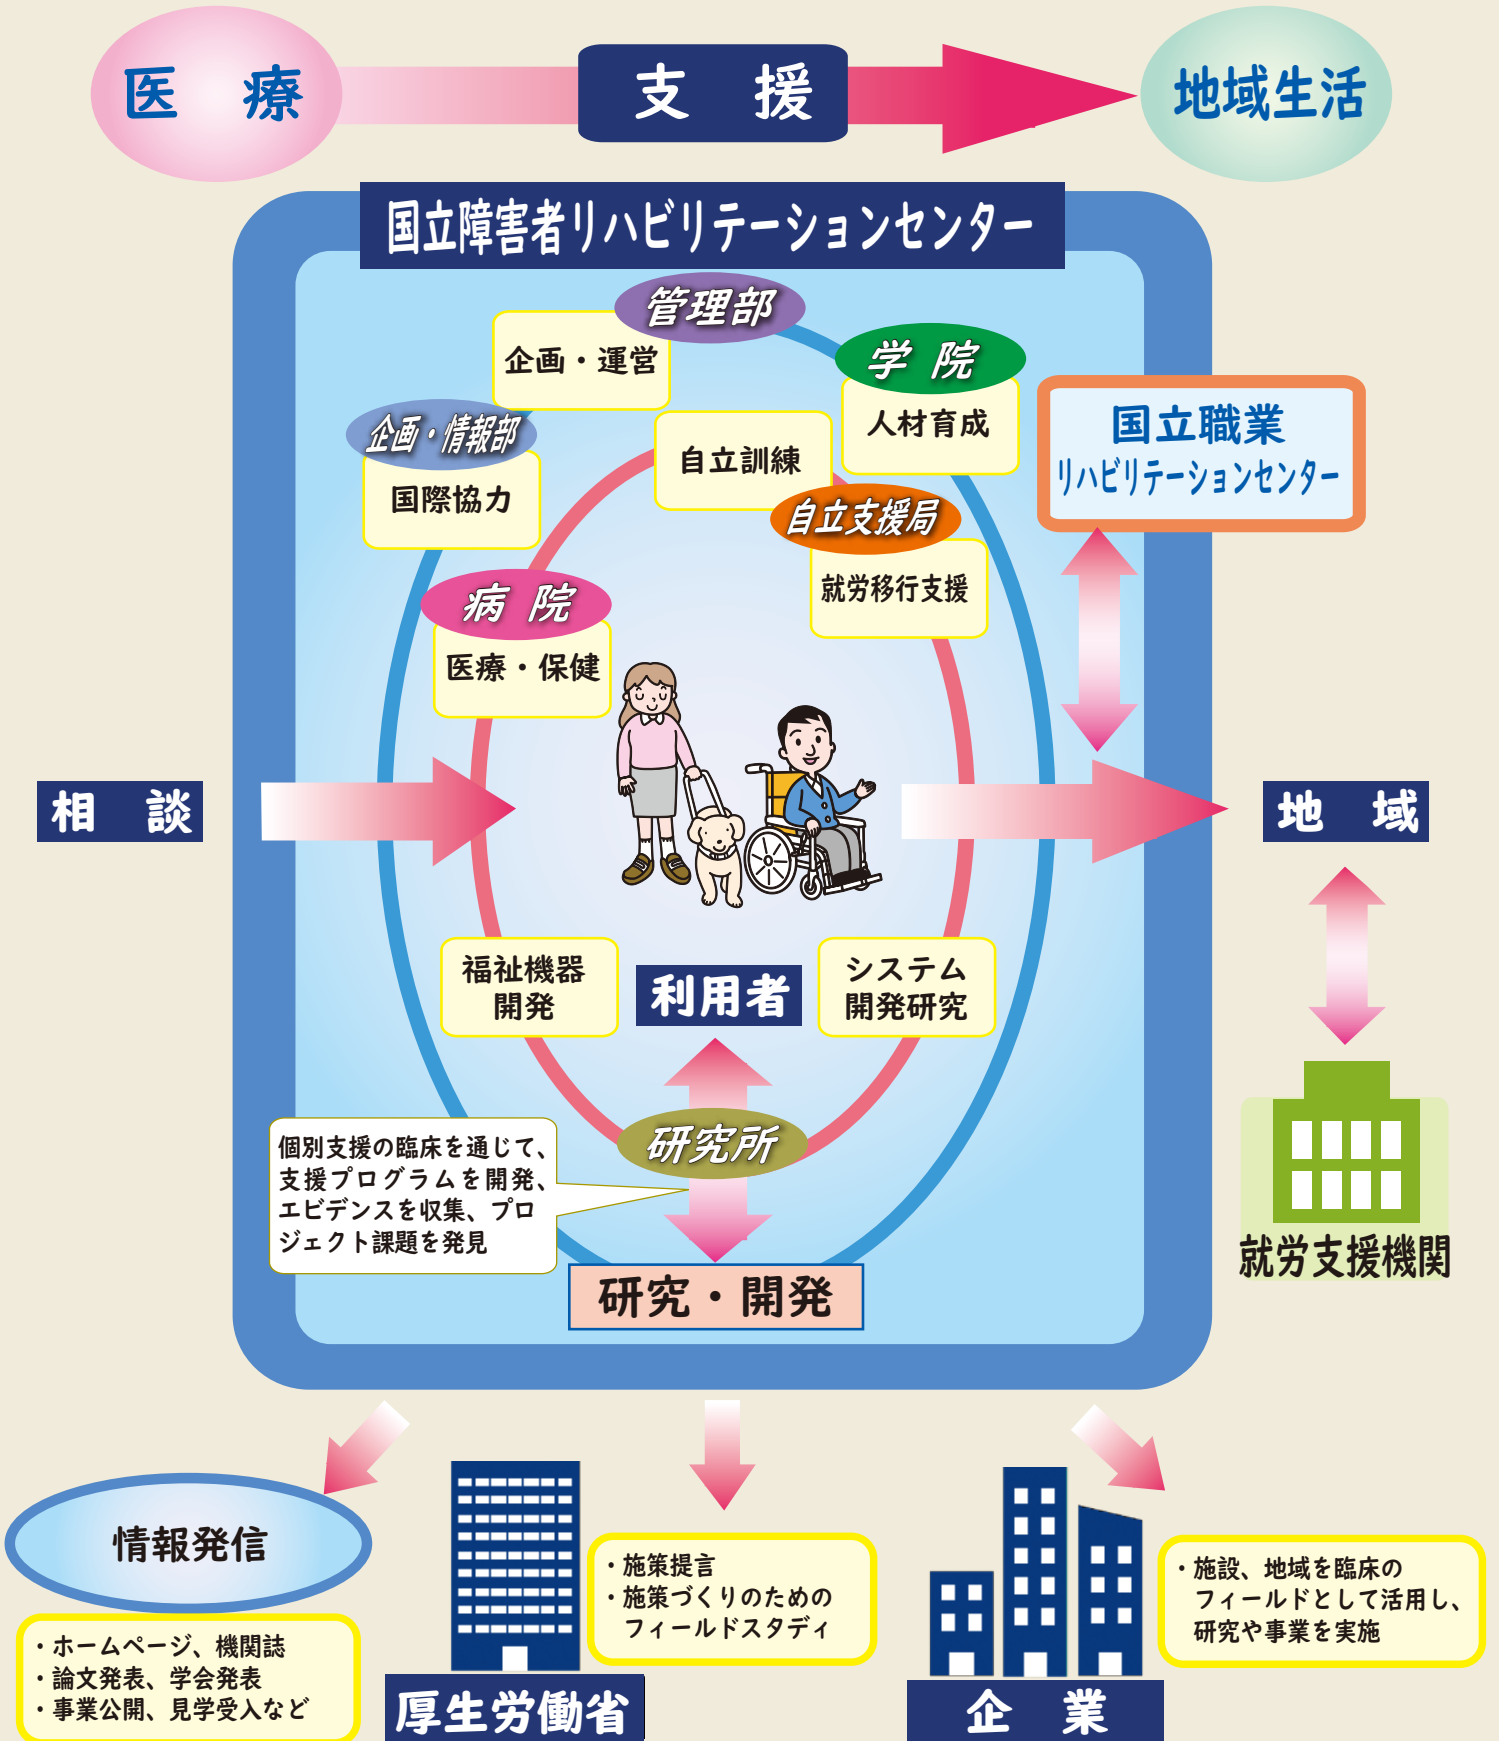 医 療
支 援
地域生活
国立障害者リハビリテーションセンター
管理部
企画・運営
学 院
人材育成
企画・情報部
国際協力
自立訓練
自立支援局
就労移行支援
国立職業
リハビリテーションセンター
病 院
医療・保健
相 談
地 域
福祉機器
開発
利用者
システム
開発研究
研究所
個別支援の臨床を通じて、
支援プログラムを開発、
エビデンスを収集、プロ
ジェクト課題を発見
研究・開発
就労支援機関
情報発信
・ホームページ、機関誌
・論文発表、学会発表
・事業公開、見学受入など
・施策提言
・施策づくりのための
フィールドスタディ
厚生労働省
・施設、地域を臨床の
フィールドとして活用し、
研究や事業を実施
企 業